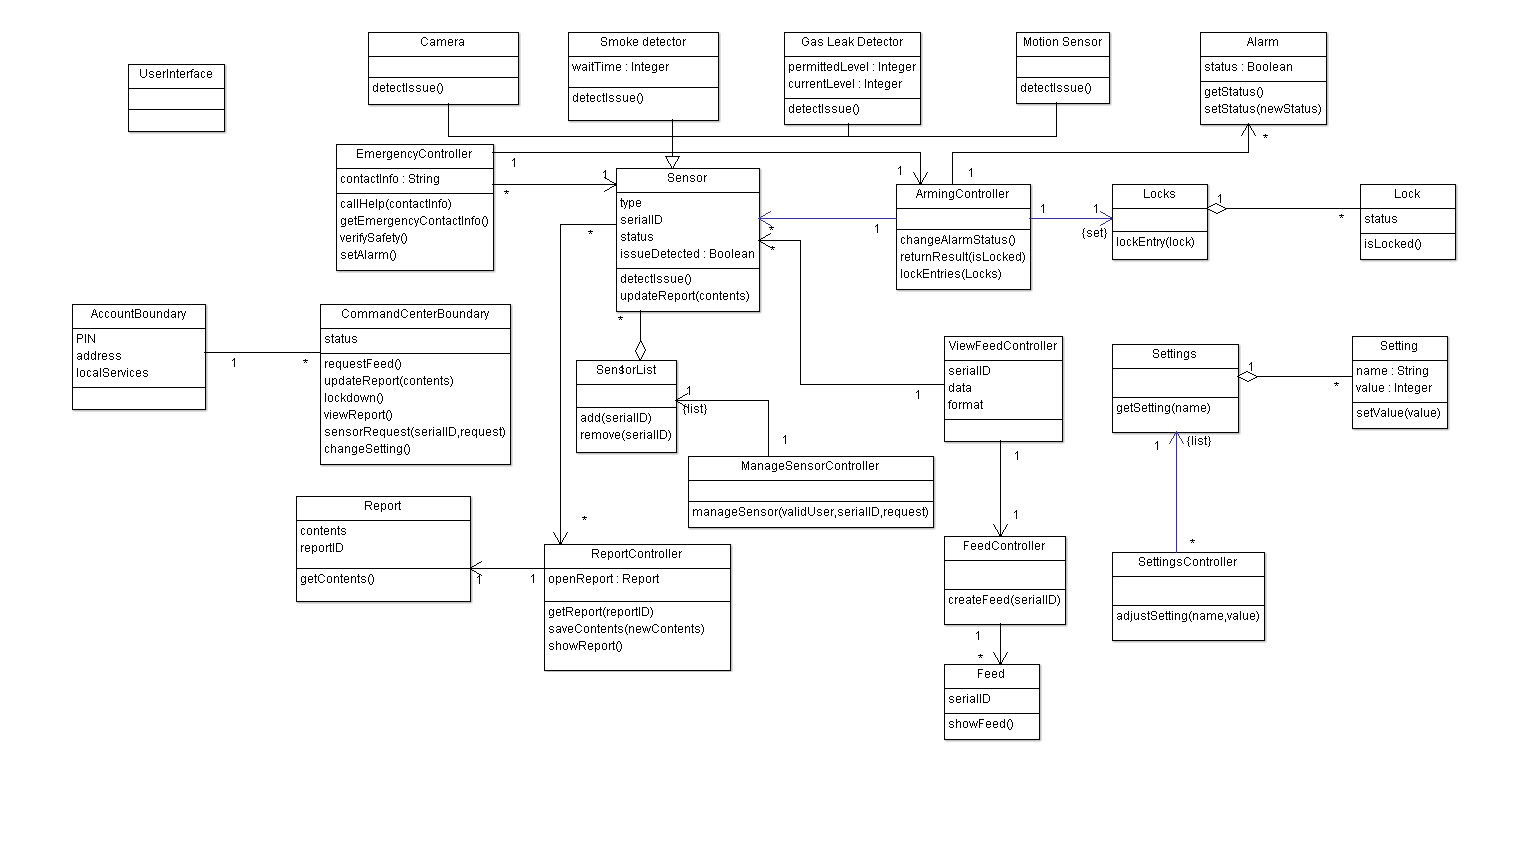 Camera
detectIssue()
Smoke detector
waitTime : Integer
detectIssue()
Gas Leak Detector
permittedLevel : Integer
currentLevel : Integer
detectIssue()
Motion Sensor
detectIssue()
Alarm
status : Boolean
getStatus()
setStatus(newStatus)
*
UserInterface
EmergencyController
contactInfo : String
callHelp(contactInfo)
getEmergencyContactInfo()
verifySafety()
setAlarm()
1
*
1
1
1
Sensor
type
serialID
status
issueDetected : Boolean
detectIssue()
updateReport(contents)
*
*
*
*
ArmingController
changeAlarmStatus()
returnResult(isLocked)
lockEntries(Locks)
1
1
1
{set}
Locks
lockEntry(lock)
1
*
Lock
status
isLocked()
AccountBoundary
PIN
address
localServices
1
*
CommandCenterBoundary
status
requestFeed()
updateReport(contents)
lockdown()
viewReport()
sensorRequest(serialID,request)
changeSetting()
SensorList
1
add(serialID)
remove(serialID)
1
{list}
1
ManageSensorController
manageSensor(validUser,serialID,request)
ViewFeedController
serialID
data
format
1
1
1
Settings
getSetting(name)
1
*
1
{list}
*
Setting
name : String
value : Integer
setValue(value)
Report
contents
reportID
getContents()
1
1
*
ReportController
openReport : Report
getReport(reportID)
saveContents(newContents)
showReport()
FeedController
createFeed(serialID)
1
*
Feed
serialID
showFeed()
SettingsController
adjustSetting(name,value)